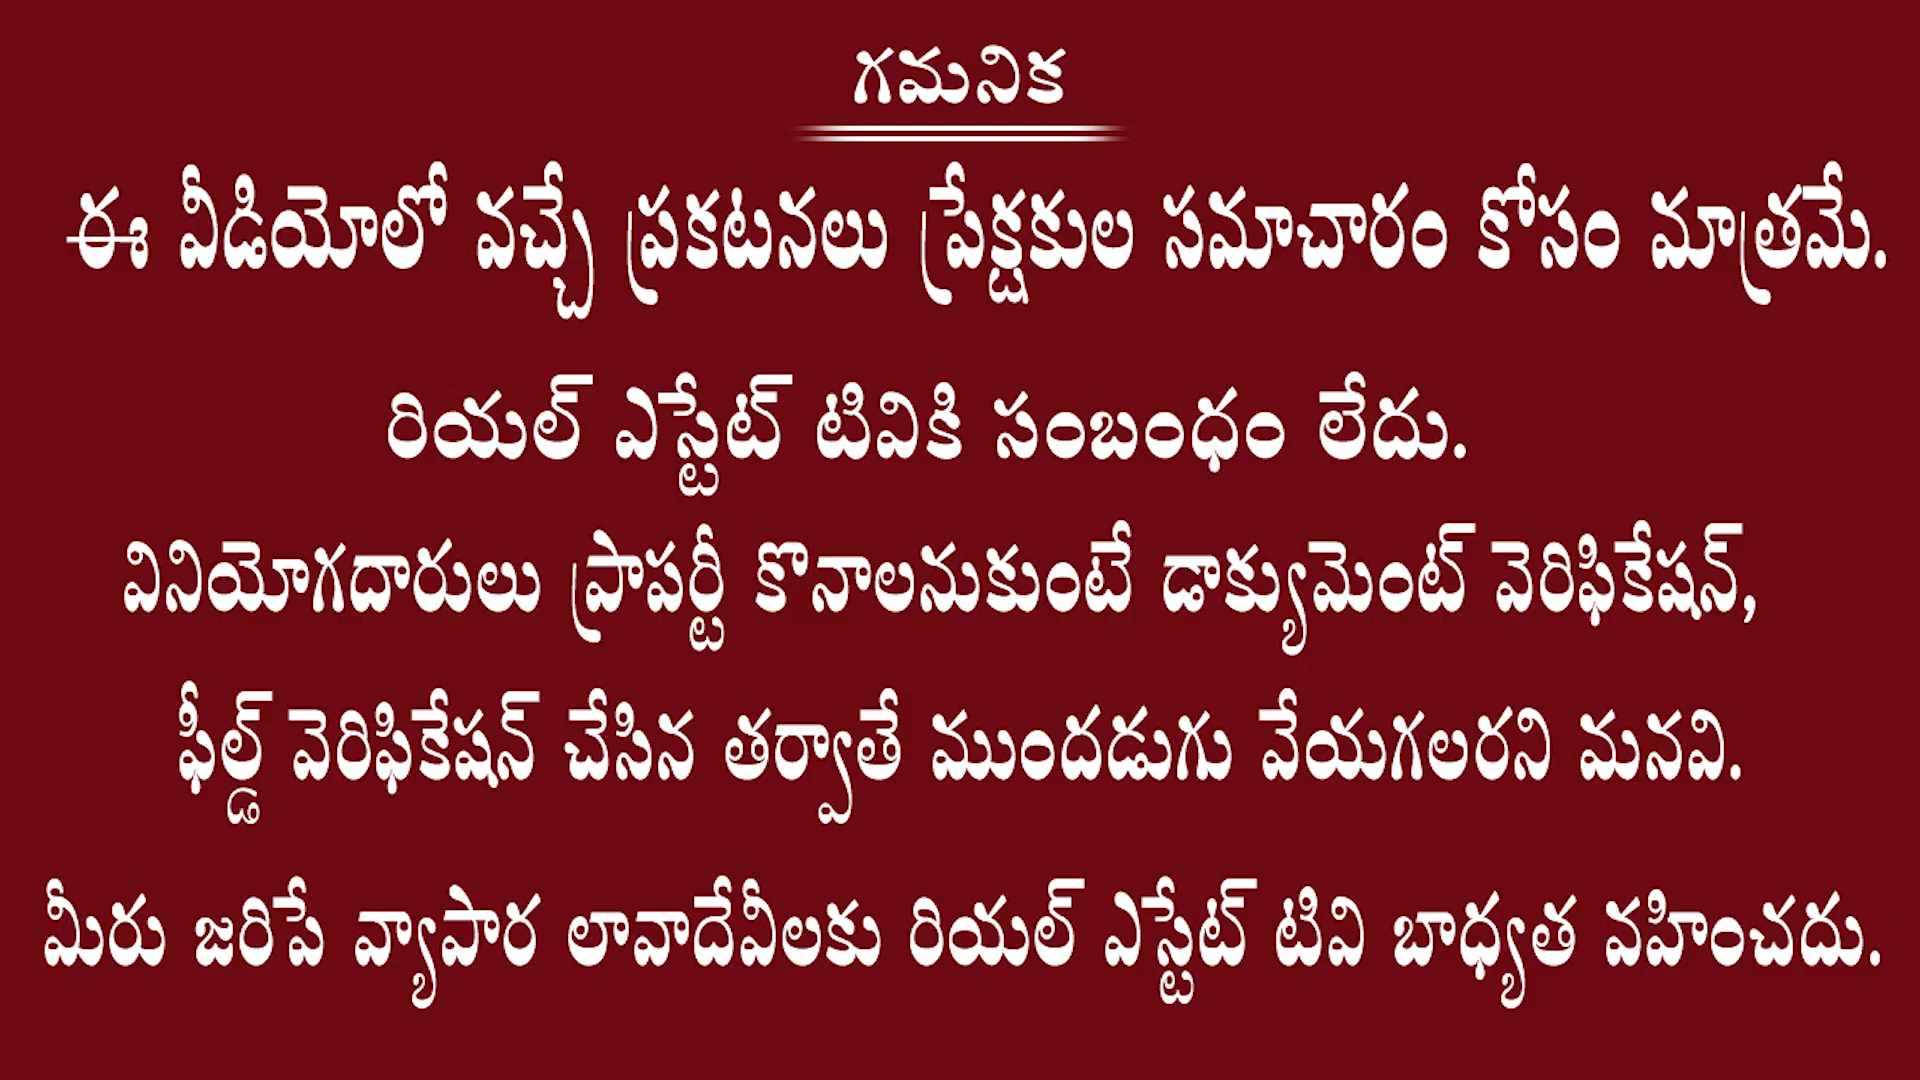 గమనిక
ఈ వీడియోలో వచ్చే ప్రకటనలు ప్రేక్షకుల సమాచారం కోసం మాత్రమే.
రియల్ ఎస్టేట్ టివికి సంబంధం లేదు.
వినియోగదారులు ప్రాపర్టీ కొనాలనుకుంటే డాక్యుమెంట్ వెరిఫికేషన్,
ఫీల్డ్ వెరిఫికేషన్ చేసిన తర్వాతే ముందడుగు వేయగలరని మనవి.
మీరు జరిపే వ్యాపార లావాదేవీలకు రియల్ ఎస్టేట్ టివి బాధ్యత వహించదు.